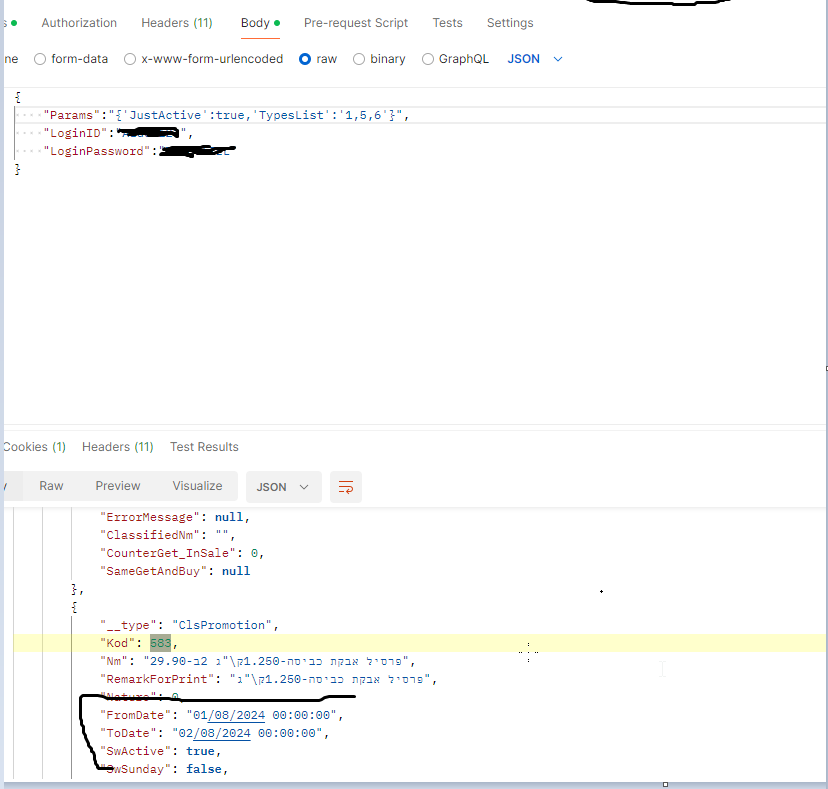 s
Authorization Headers (11) Body Pre-request Script Tests Settings
ne form-data x-www-form-urlencoded raw binary GraphQL JSON
{
"Params":"{'JustActive':true,'TypesList':'1,5,6'}",
"LoginID":" ",
"LoginPassword":"
}
Cookies (1) Headers (11) Test Results
y Raw Preview Visualize JSON
"ErrorMessage": null,
"ClassifiedNm": "",
"CounterGet_InSale": 0,
"SameGetAndBuy": null
},
{
"__type": "ClsPromotion",
"Kod": 583,
"Nm": "פרסיל אבקת כביסה-1.250ק\"ג 2ב-29.90",
"RemarkForPrint": "פרסיל אבקת כביסה-1.250ק\"ג",
"Nature": 0,
"FromDate": "01/08/2024 00:00:00",
"ToDate": "02/08/2024 00:00:00",
"SwActive": true,
"SwSunday": false,